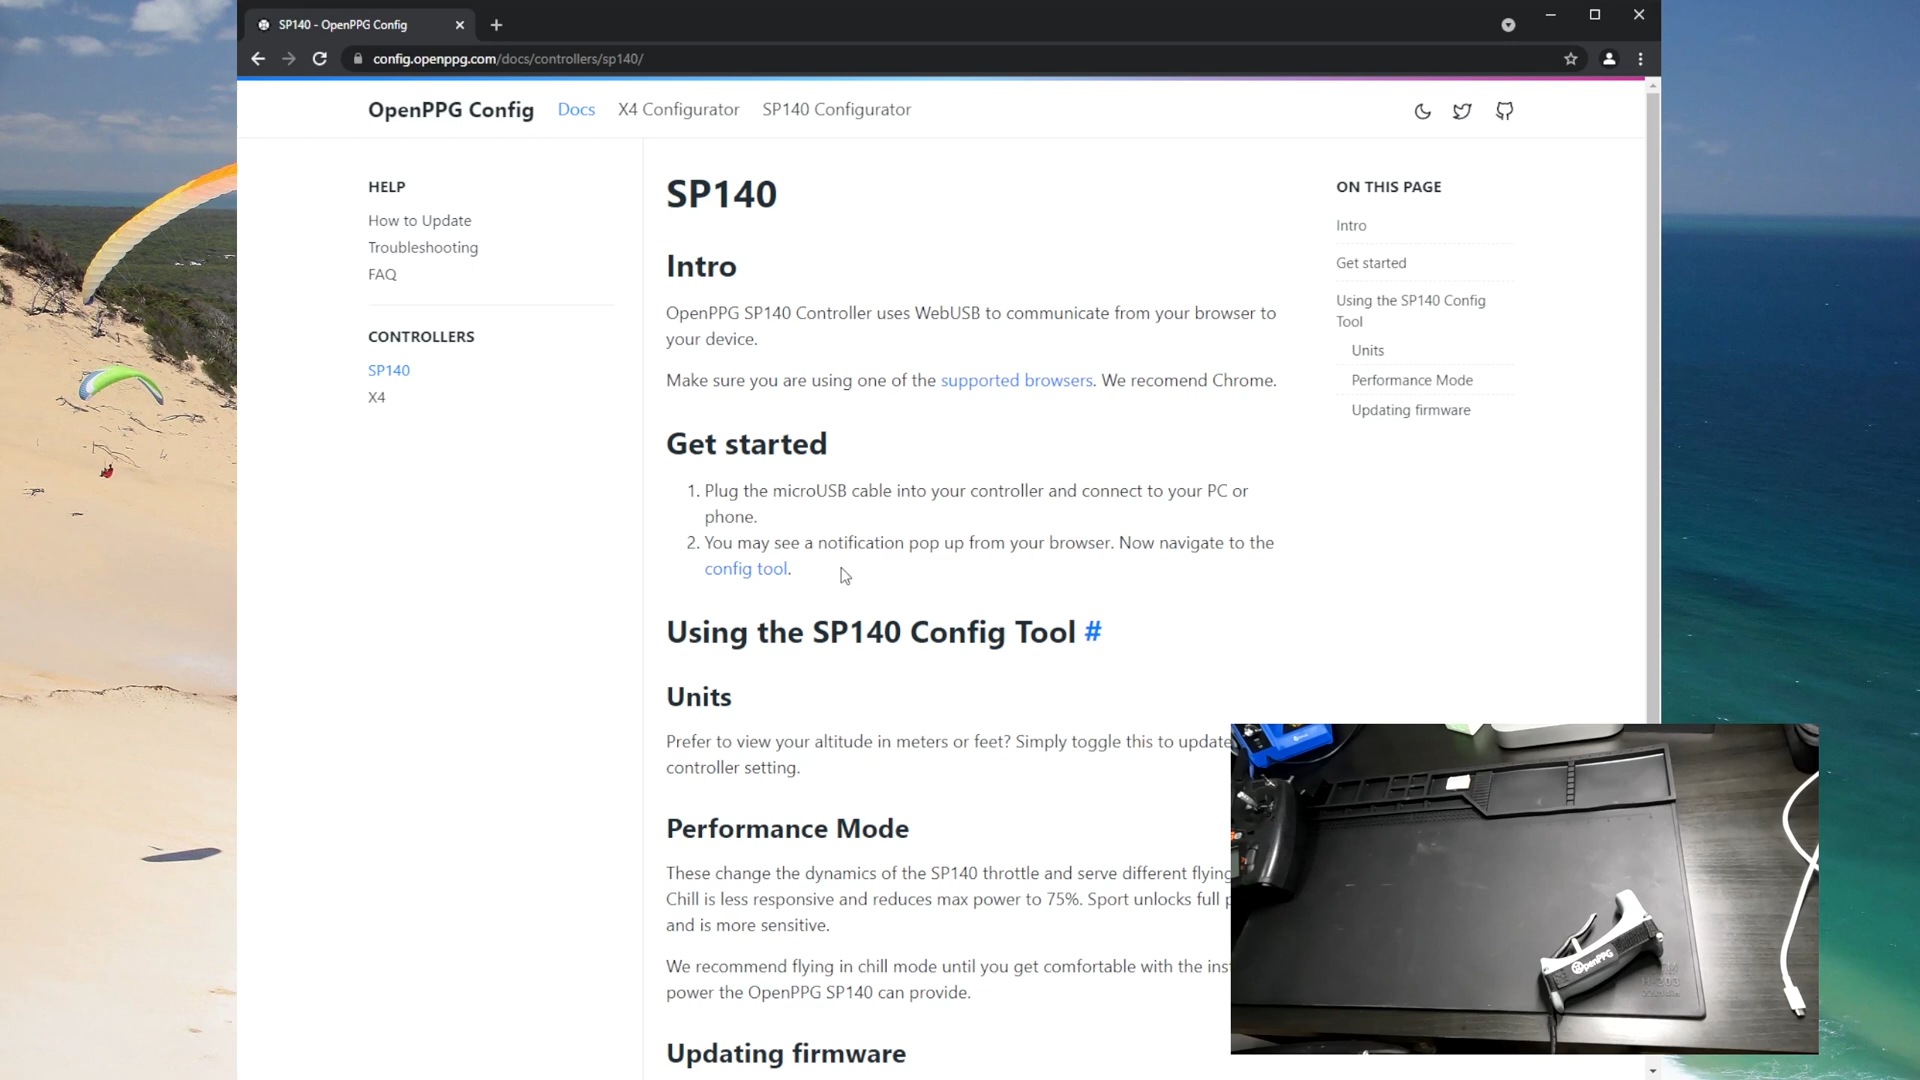 SP140 - OpenPPG Config
config.openppg.com/docs/controllers/sp140/
OpenPPG Config
Docs
X4 Configurator
SP140 Configurator
HELP
How to Update
Troubleshooting
FAQ
CONTROLLERS
SP140
X4
SP140
Intro
OpenPPG SP140 Controller uses WebUSB to communicate from your browser to
your device.
Make sure you are using one of the supported browsers. We recomend Chrome.
Get started
1. Plug the microUSB cable into your controller and connect to your PC or
phone.
2. You may see a notification pop up from your browser. Now navigate to the
config tool.
Using the SP140 Config Tool #
Units
Prefer to view your altitude in meters or feet? Simply toggle this to update
controller setting.
Performance Mode
These change the dynamics of the SP140 throttle and serve different flying
Chill is less responsive and reduces max power to 75%. Sport unlocks full
and is more sensitive.
We recommend flying in chill mode until you get comfortable with the
power the OpenPPG SP140 can provide.
Updating firmware
ON THIS PAGE
Intro
Get started
Using the SP140 Config
Tool
Units
Performance Mode
Updating firmware
OpenPPG